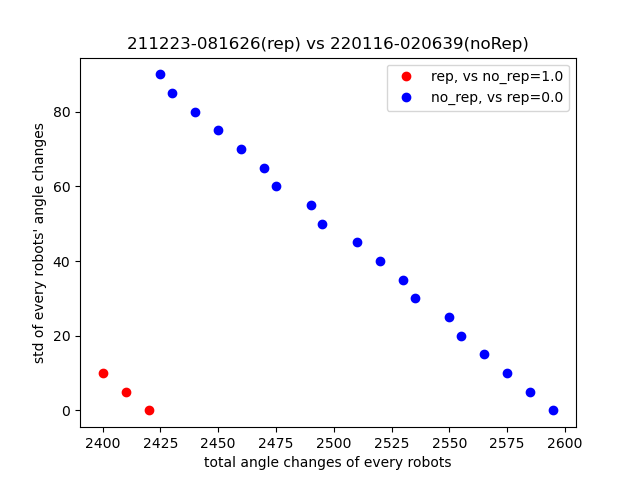 211223-081626(rep) vs 220116-020639(noRep)
rep, vs no_rep=1.0
no_rep, vs rep=0.0
std of every robots' angle changes
80
60
40
20
0
2400 2425 2450 2475 2500 2525 2550 2575 2600
total angle changes of every robots